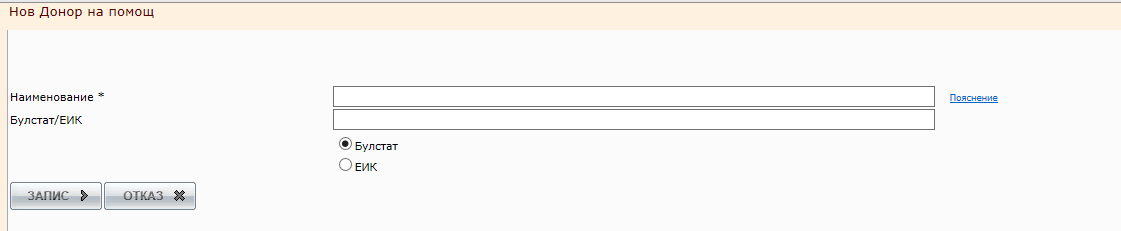 Нов Донор на помощ
Наименование *
Пояснение
Булстат/ЕИК
Булстат
ЕИК
ЗАПИС
ОТКАЗ